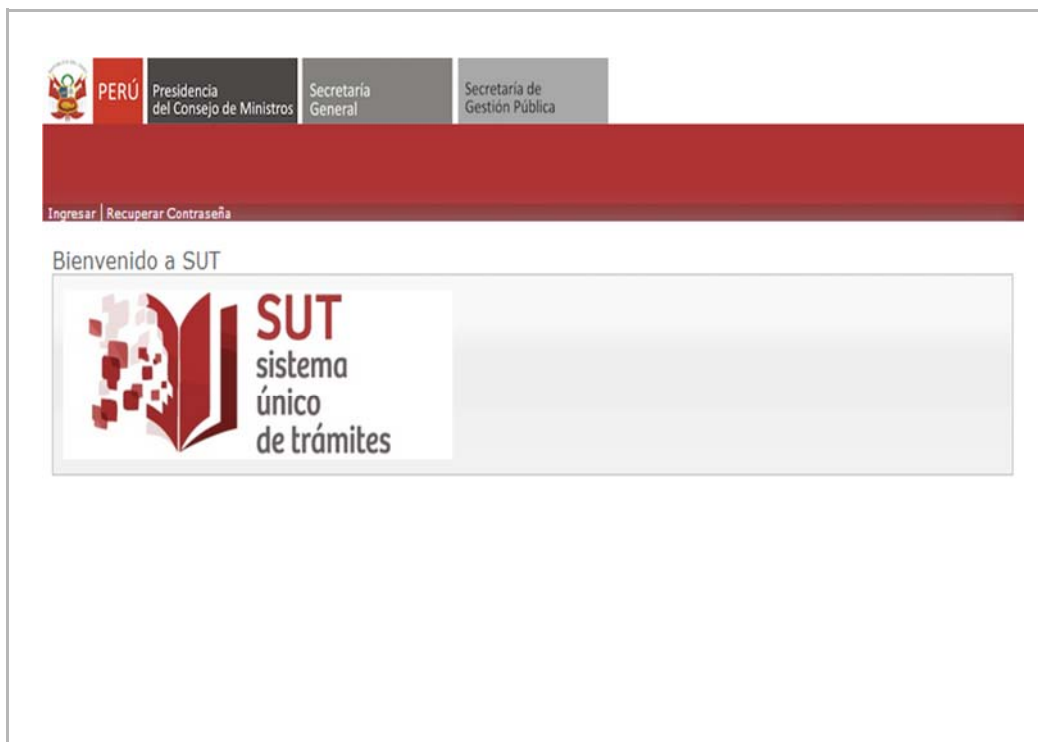 PERÚ
Presidencia
del Consejo de Ministros
Secretaría
General
Secretaría de
Gestión Pública
Ingresar | Recuperar Contraseña
Bienvenido a SUT
SUT
sistema
único
de trámites